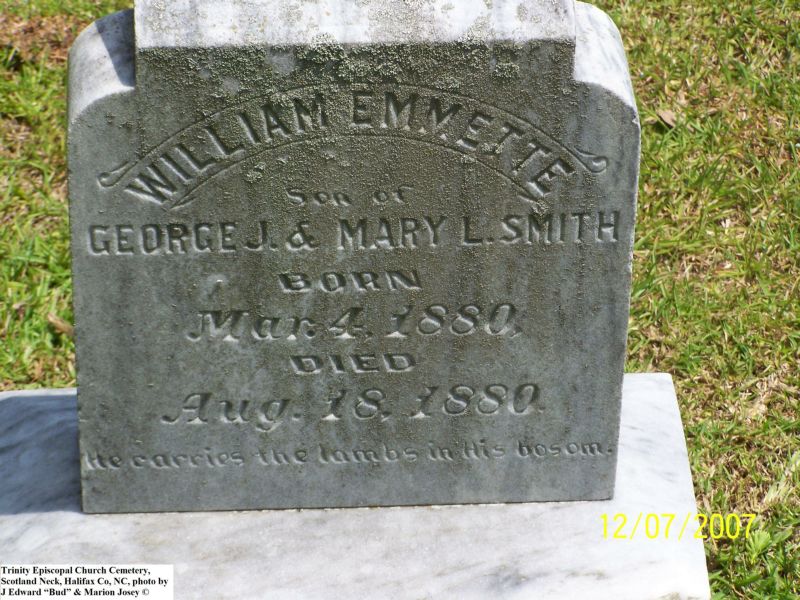 WILLIAM EMMETTE
Son of
GEORGE J. & MARY L. SMITH
BORN
Mar. 4, 1880,
DIED
Aug. 18, 1880.
He carries the lambs in His bosom.
12/07/2007
Trinity Episcopal Church Cemetery,
Scotland Neck, Halifax Co, NC, photo by
J Edward “Bud” & Marion Josey ©